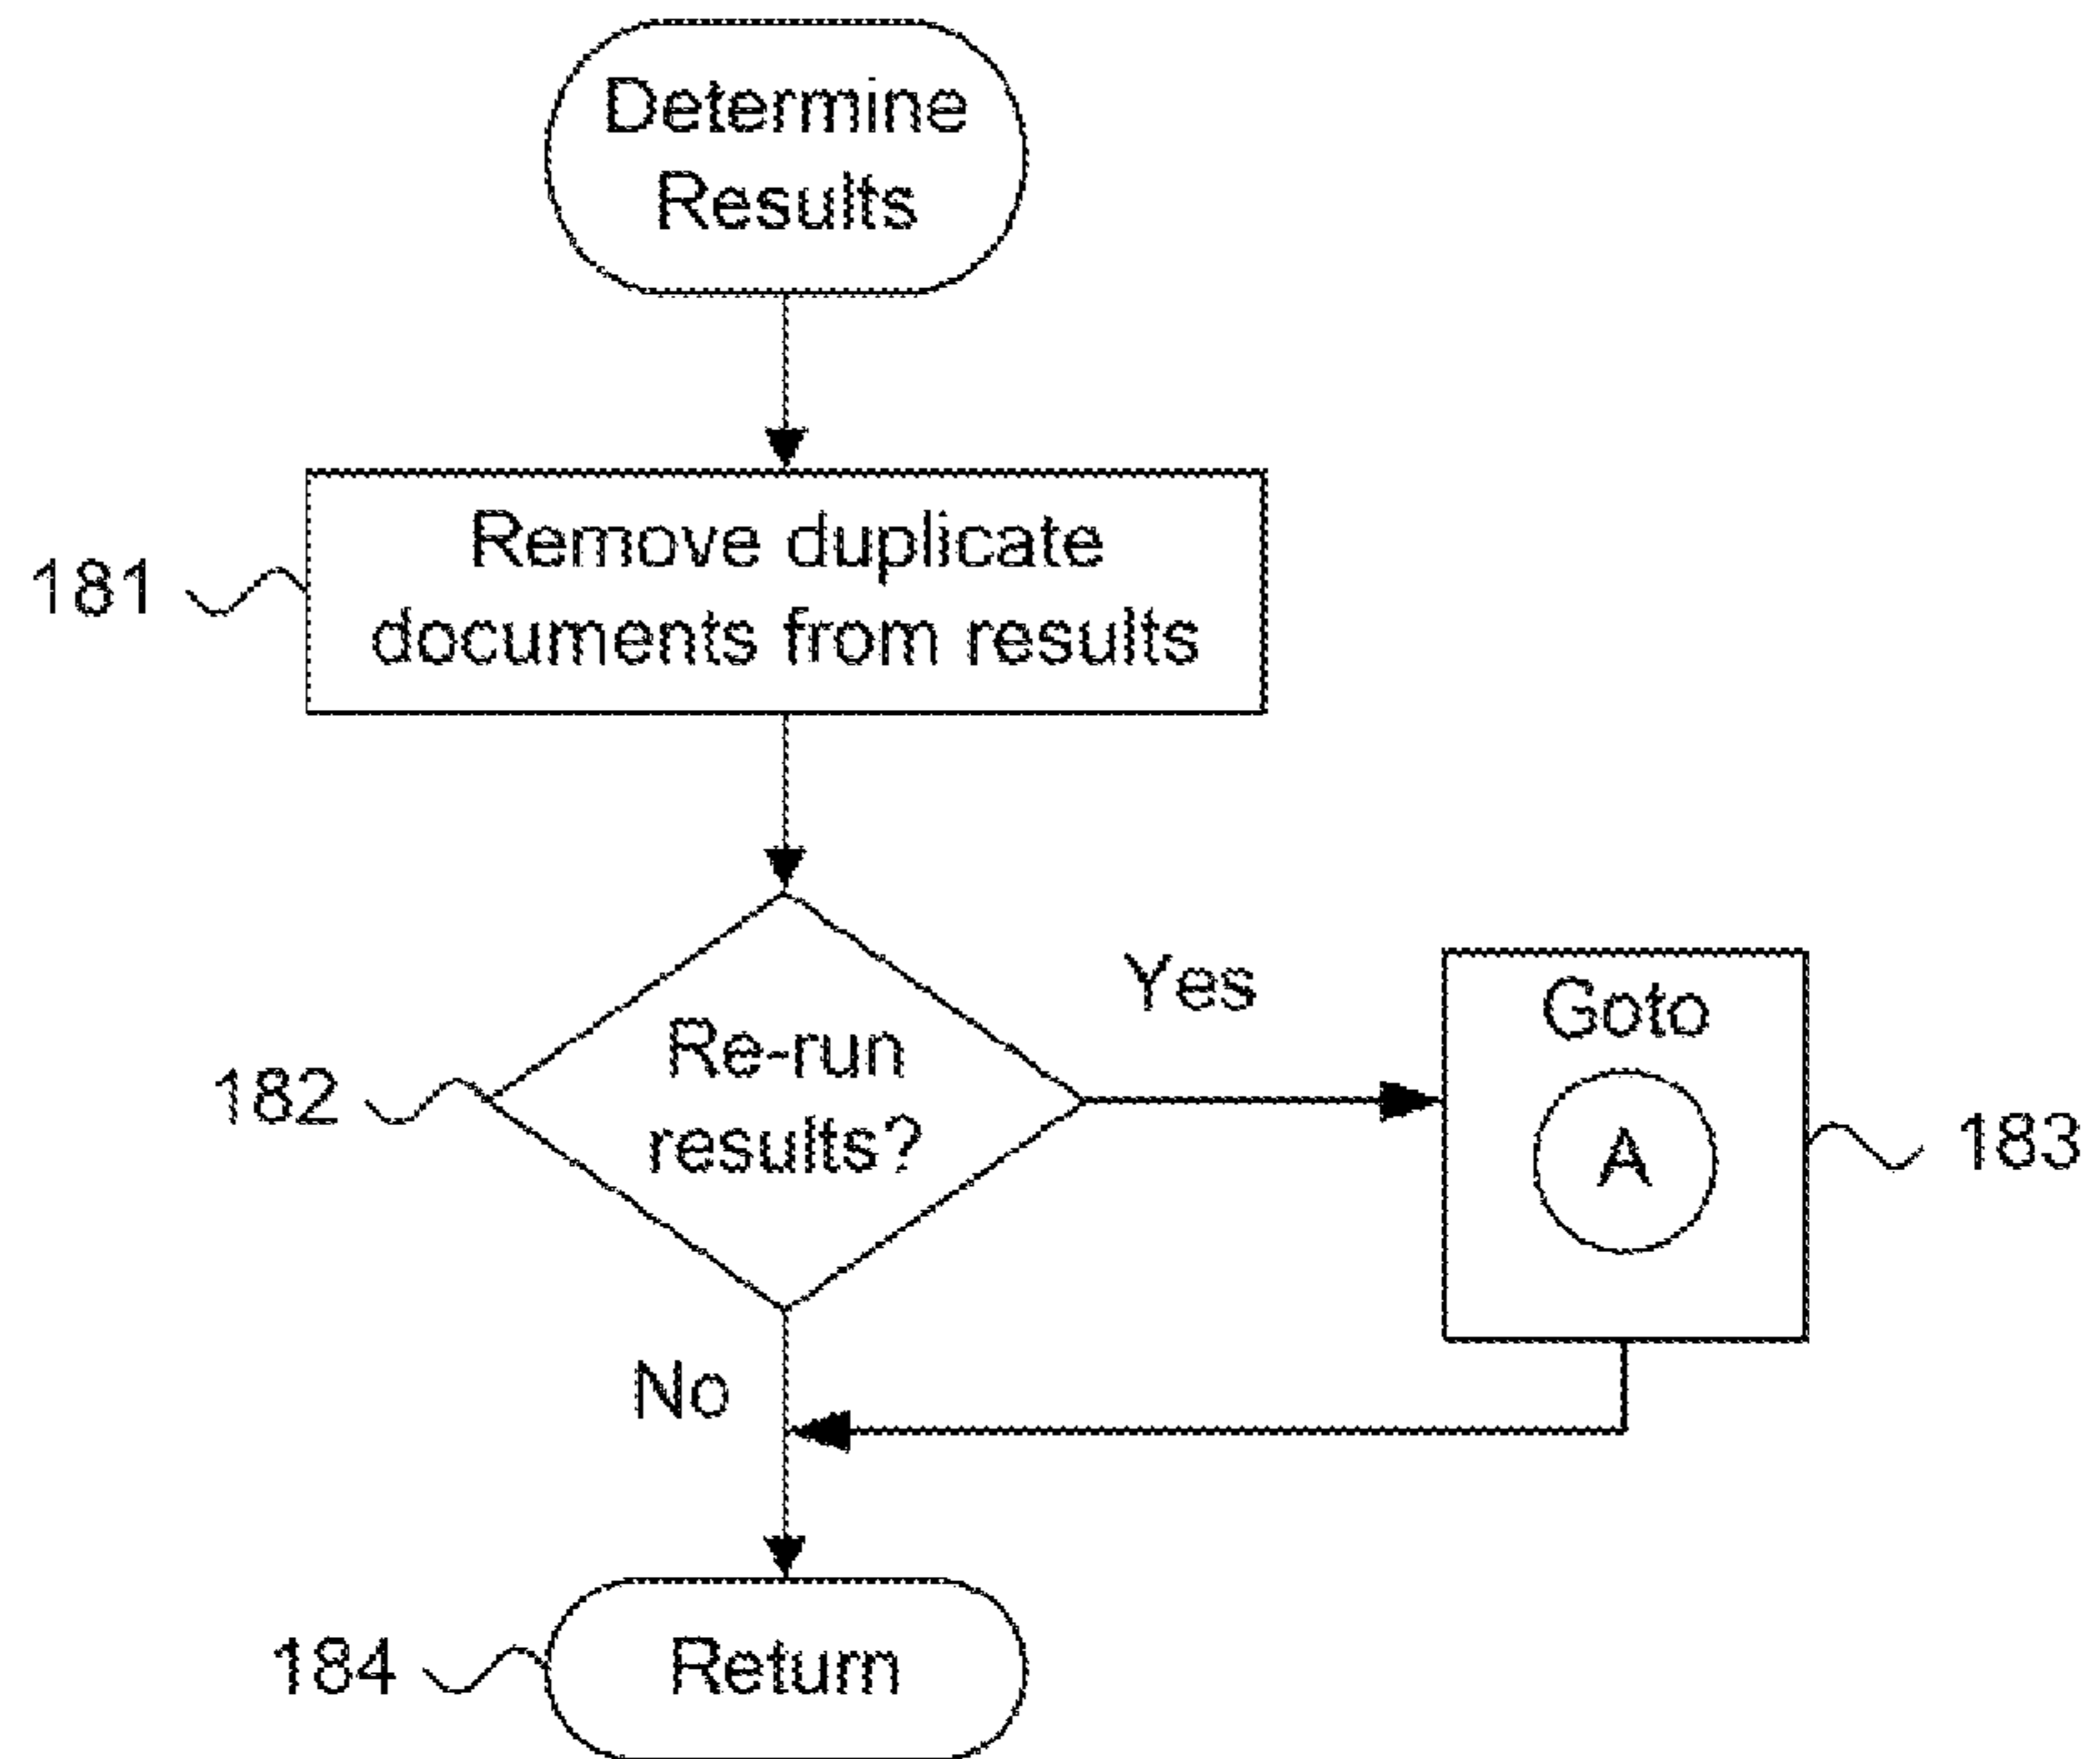 Determine
Results
Remove duplicate
documents from results
181
Yes
Goto
A
183
Re-run
results?
182
No
Return
184